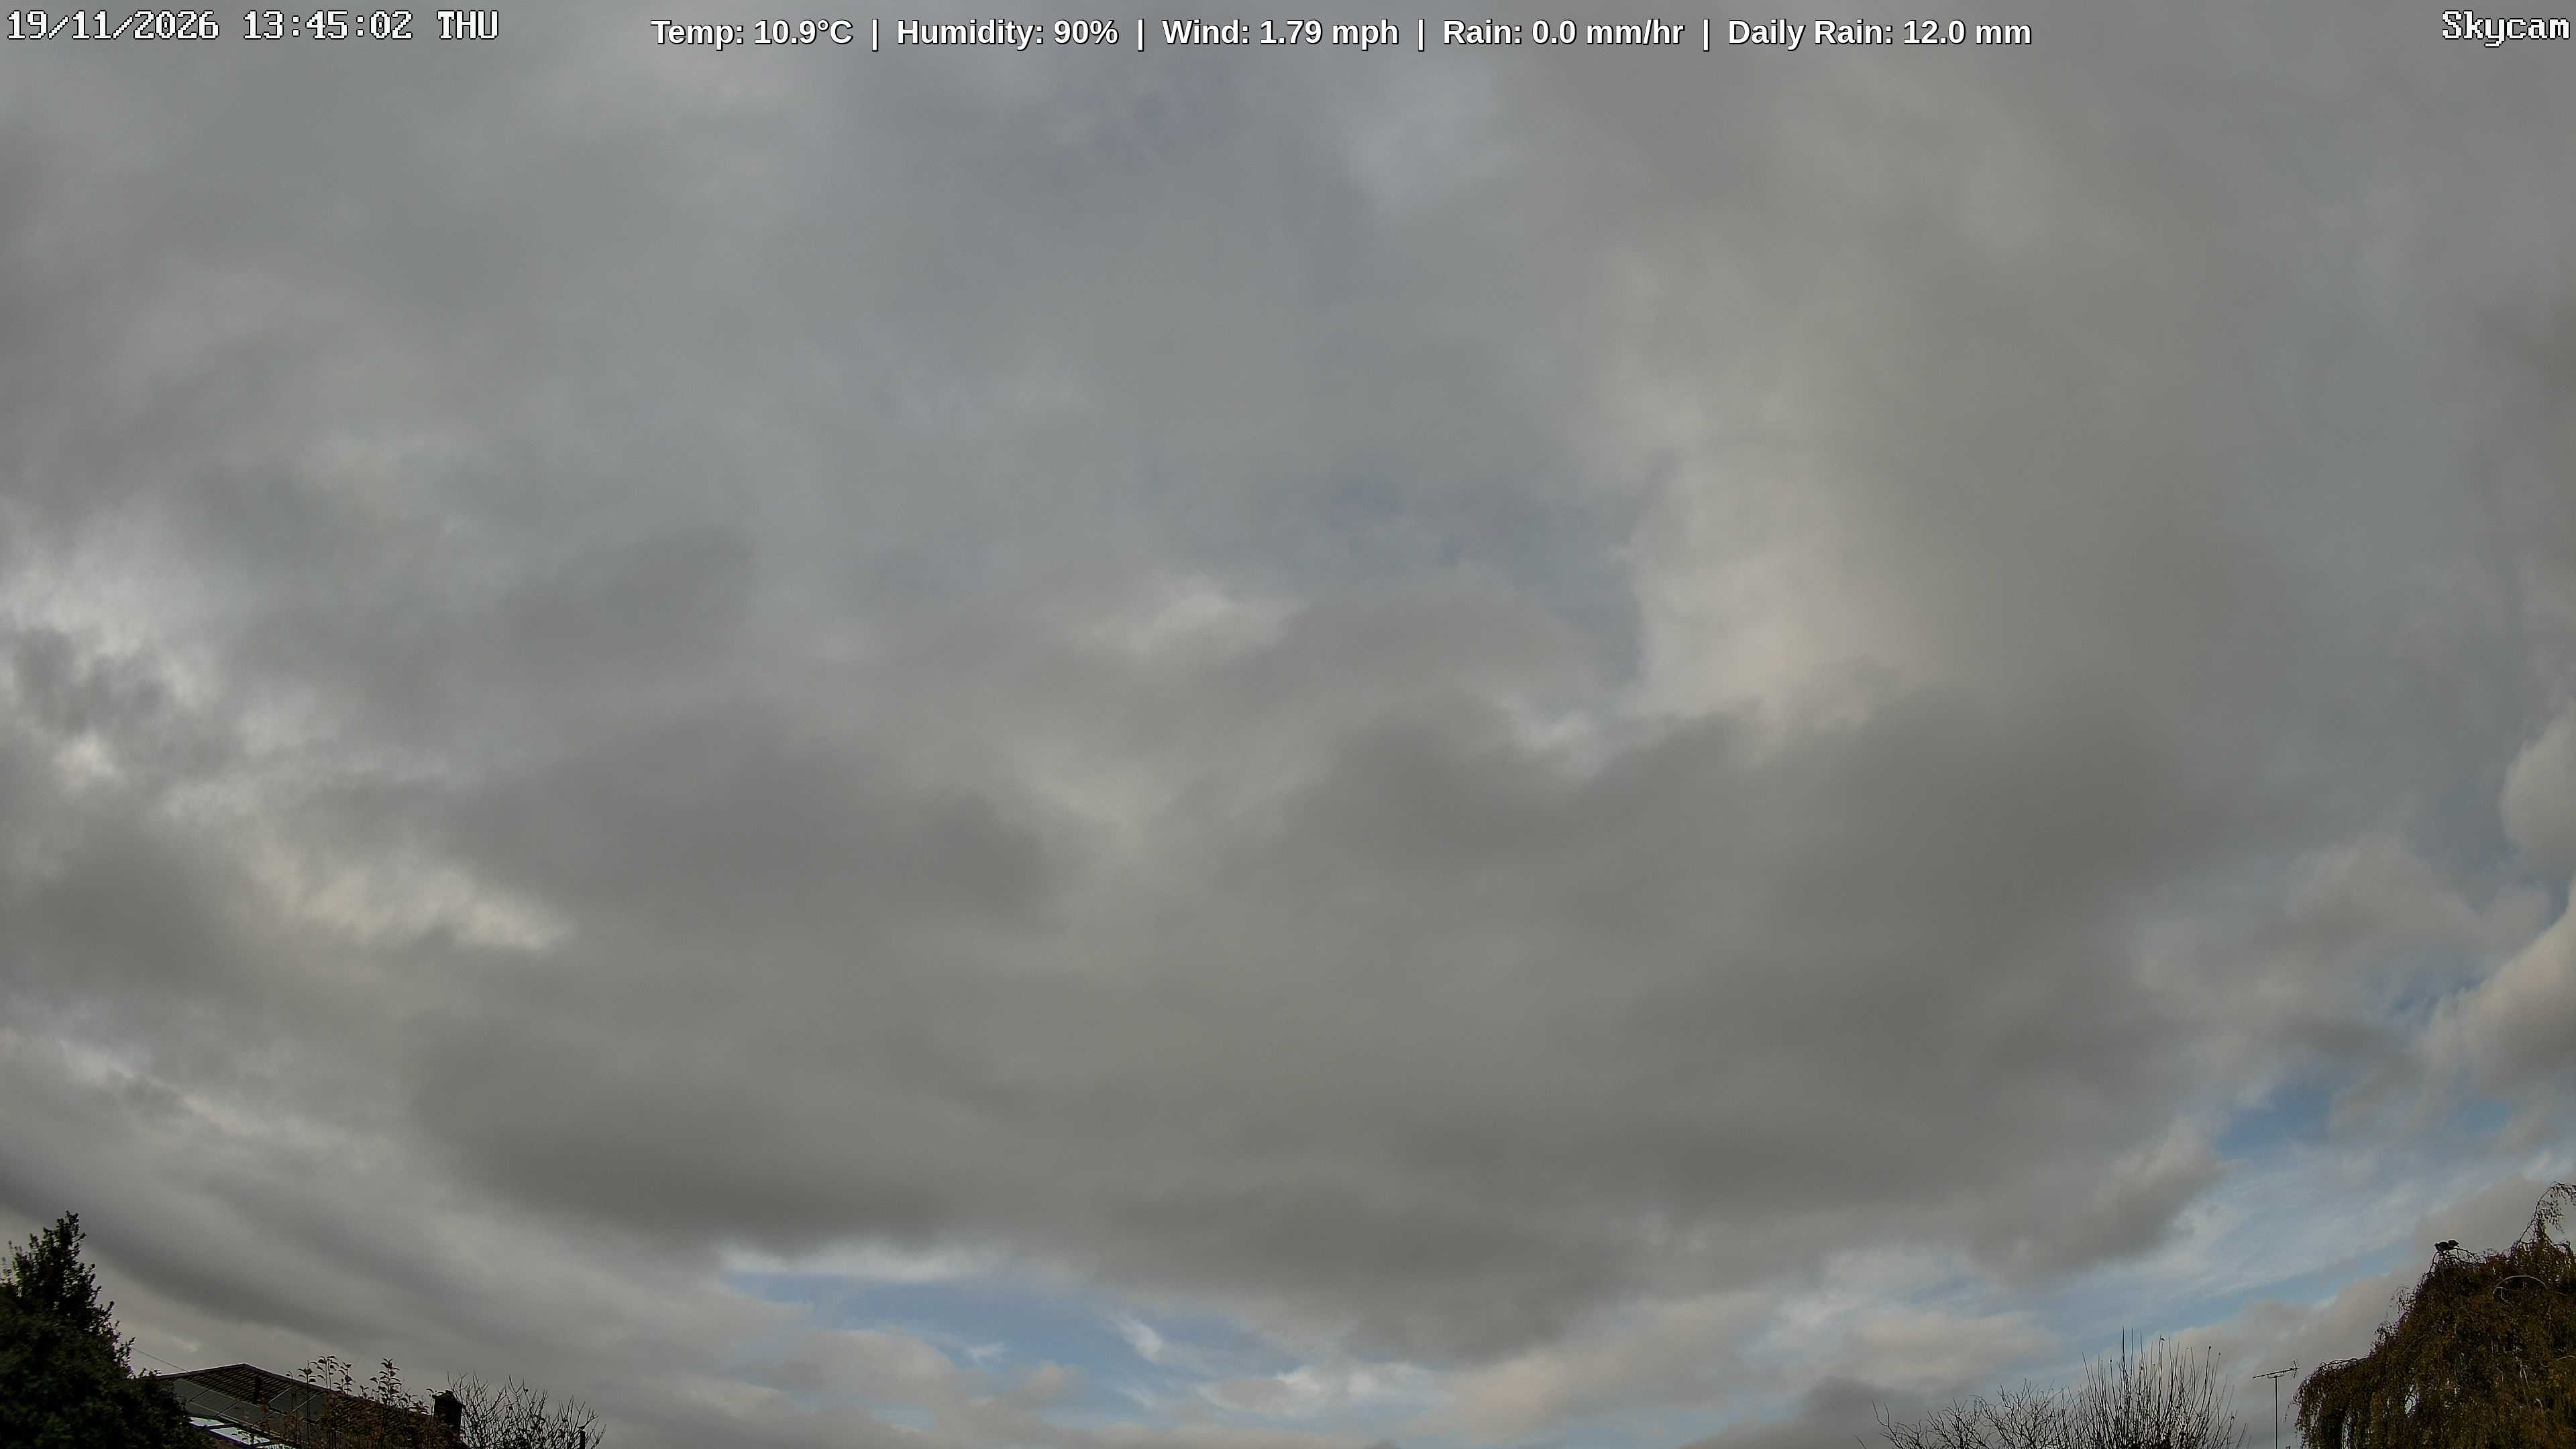 19/11/2026 13:45:02 THU
Temp: 10.9°C | Humidity: 90% | Wind: 1.79 mph | Rain: 0.0 mm/hr | Daily Rain: 12.0 mm
Skycam